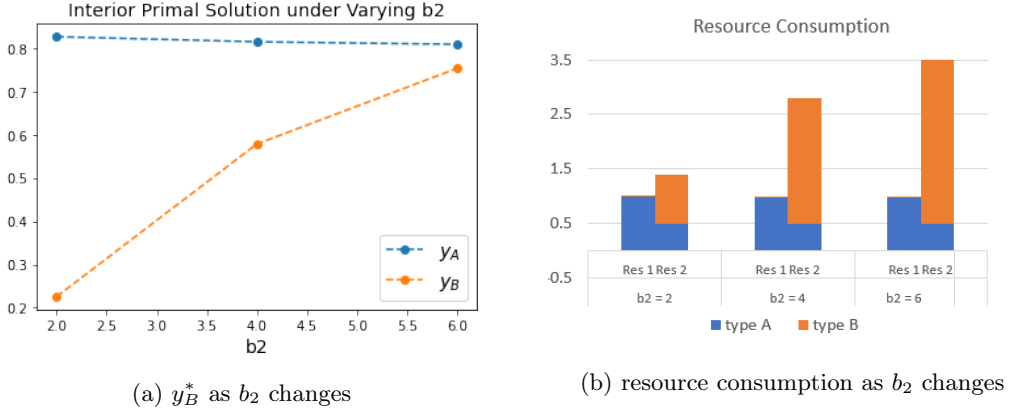 Interior Primal Solution under Varying b2
0.8
0.7
0.6
0.5
0.4
0.3
0.2
y_A
y_B
2.0 2.5 3.0 3.5 4.0 4.5 5.0 5.5 6.0
b2
(a) y*_B as b_2 changes
Resource Consumption
3.5
2.5
1.5
0.5
-0.5
Res 1 Res 2 Res 1 Res 2 Res 1 Res 2
b2 = 2 b2 = 4 b2 = 6
type A type B
(b) resource consumption as b_2 changes